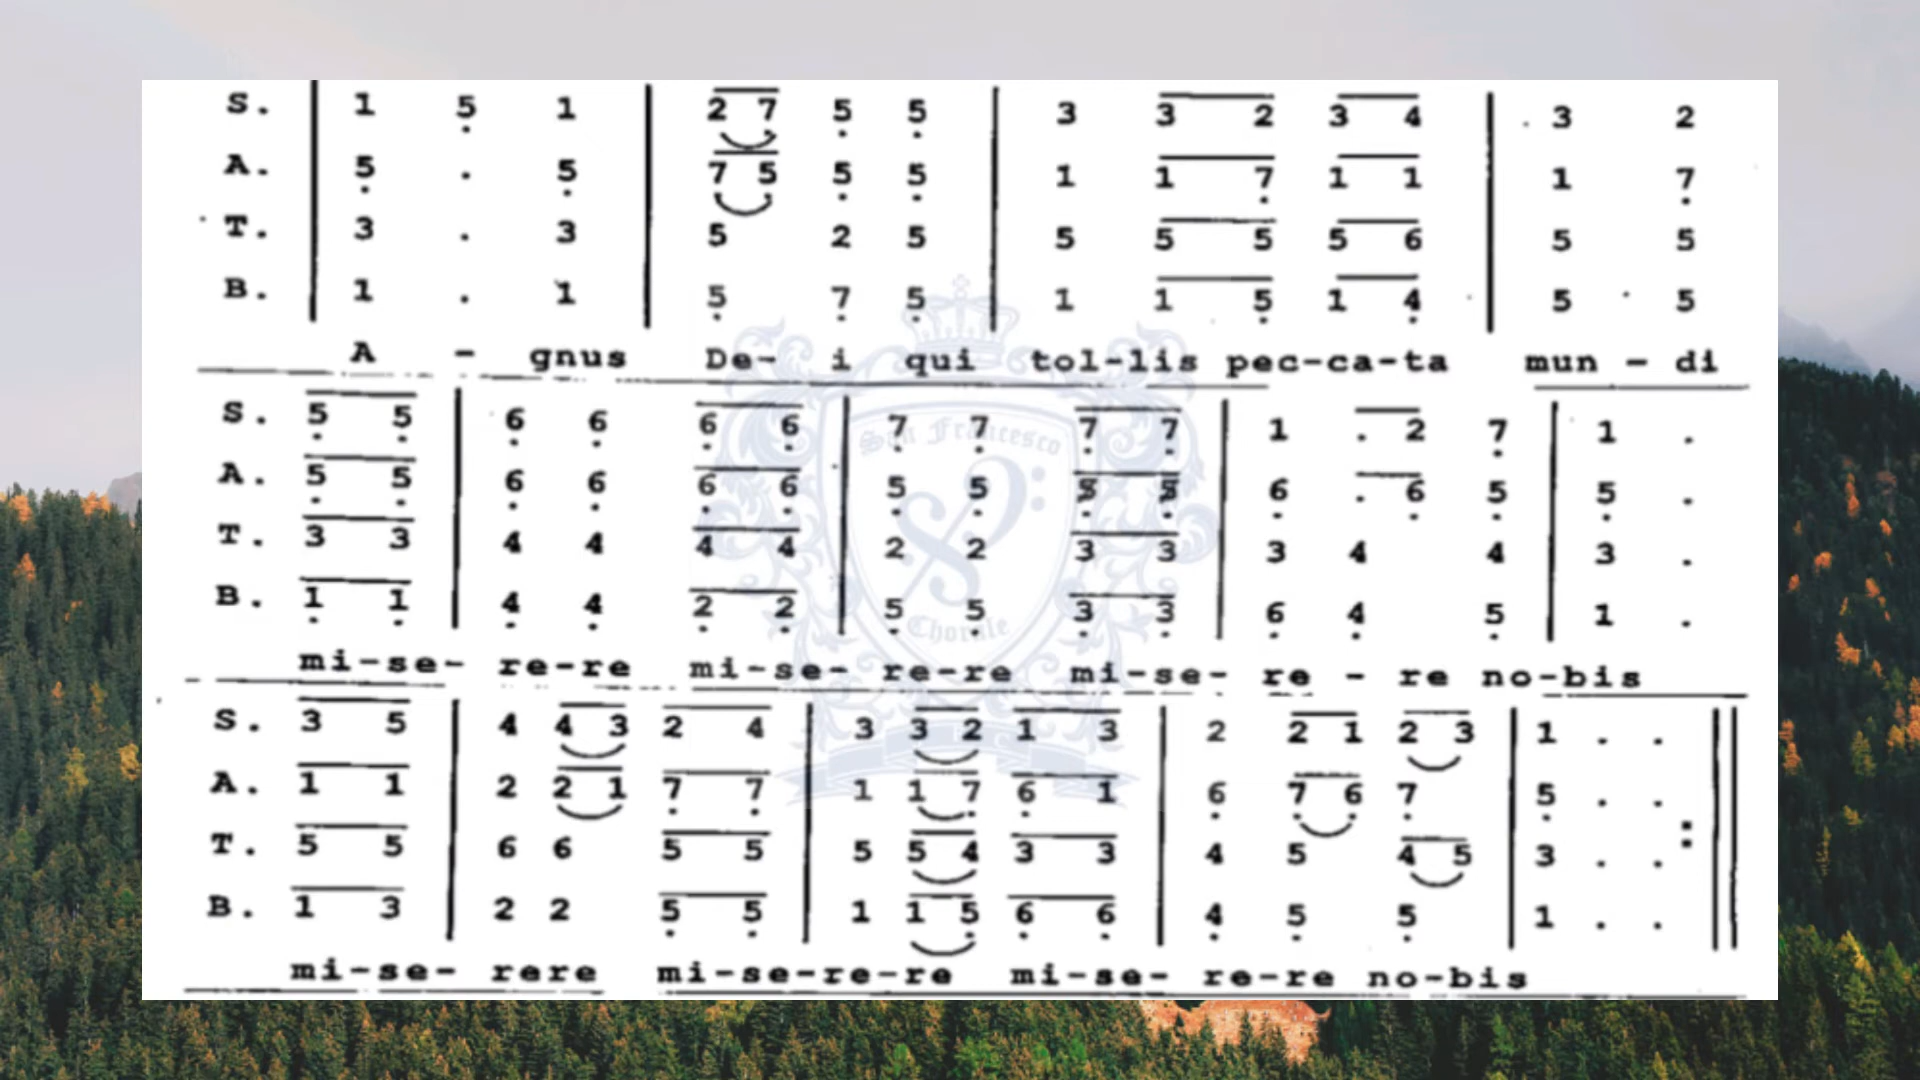 S. 1 5 1 2 7 5 5 3 3 2 3 4 3 2
A. 5 . 5 7 5 5 5 1 1 7 1 1 1 7
T. 3 . 3 5 2 5 5 5 5 5 6 5 5
B. 1 . 1 5 7 5 1 1 5 1 4 5 5
A - gnus De- i qui tol-lis pec-ca-ta mun - di
S. 5 5 6 6 6 6 7 7 7 7 1 . 2 7 1 .
A. 5 5 6 6 6 6 5 5 5 5 6 . 6 5 5 .
T. 3 3 4 4 4 4 2 2 3 3 3 4 4 3 .
B. 1 1 4 4 2 2 5 5 3 3 6 4 5 1 .
mi-se- re-re mi-se- re-re mi-se- re - re no-bis
S. 3 5 4 4 3 2 4 3 3 2 1 3 2 2 1 2 3 1 . .
A. 1 1 2 2 1 7 7 1 1 7 6 1 6 7 6 7 5 . .
T. 5 5 6 6 5 5 5 5 4 3 3 4 5 4 5 3 . . :
B. 1 3 2 2 5 5 1 1 5 6 6 4 5 5 1 . .
mi-se- rere mi-se-re-re mi-se- re-re no-bis
San Francesco
Chorale